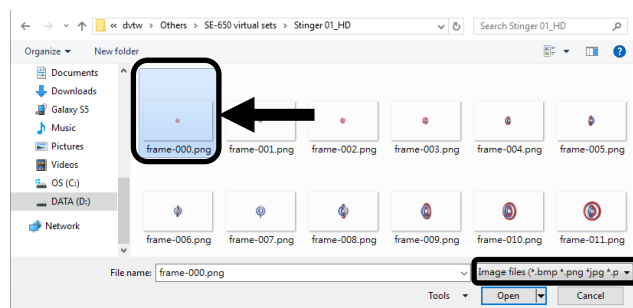 « dvtw › Others › SE-650 virtual sets › Stinger 01_HD
Search Stinger 01_HD
Organize
New folder
Documents
Downloads
Galaxy S5
Music
Pictures
Videos
OS (C:)
DATA (D:)
Network
frame-000.png
frame-001.png
frame-002.png
frame-003.png
frame-004.png
frame-005.png
frame-006.png
frame-007.png
frame-008.png
frame-009.png
frame-010.png
frame-011.png
File name:
frame-000.png
Image files (*.bmp *.png *jpg *.p
Tools
Open
Cancel